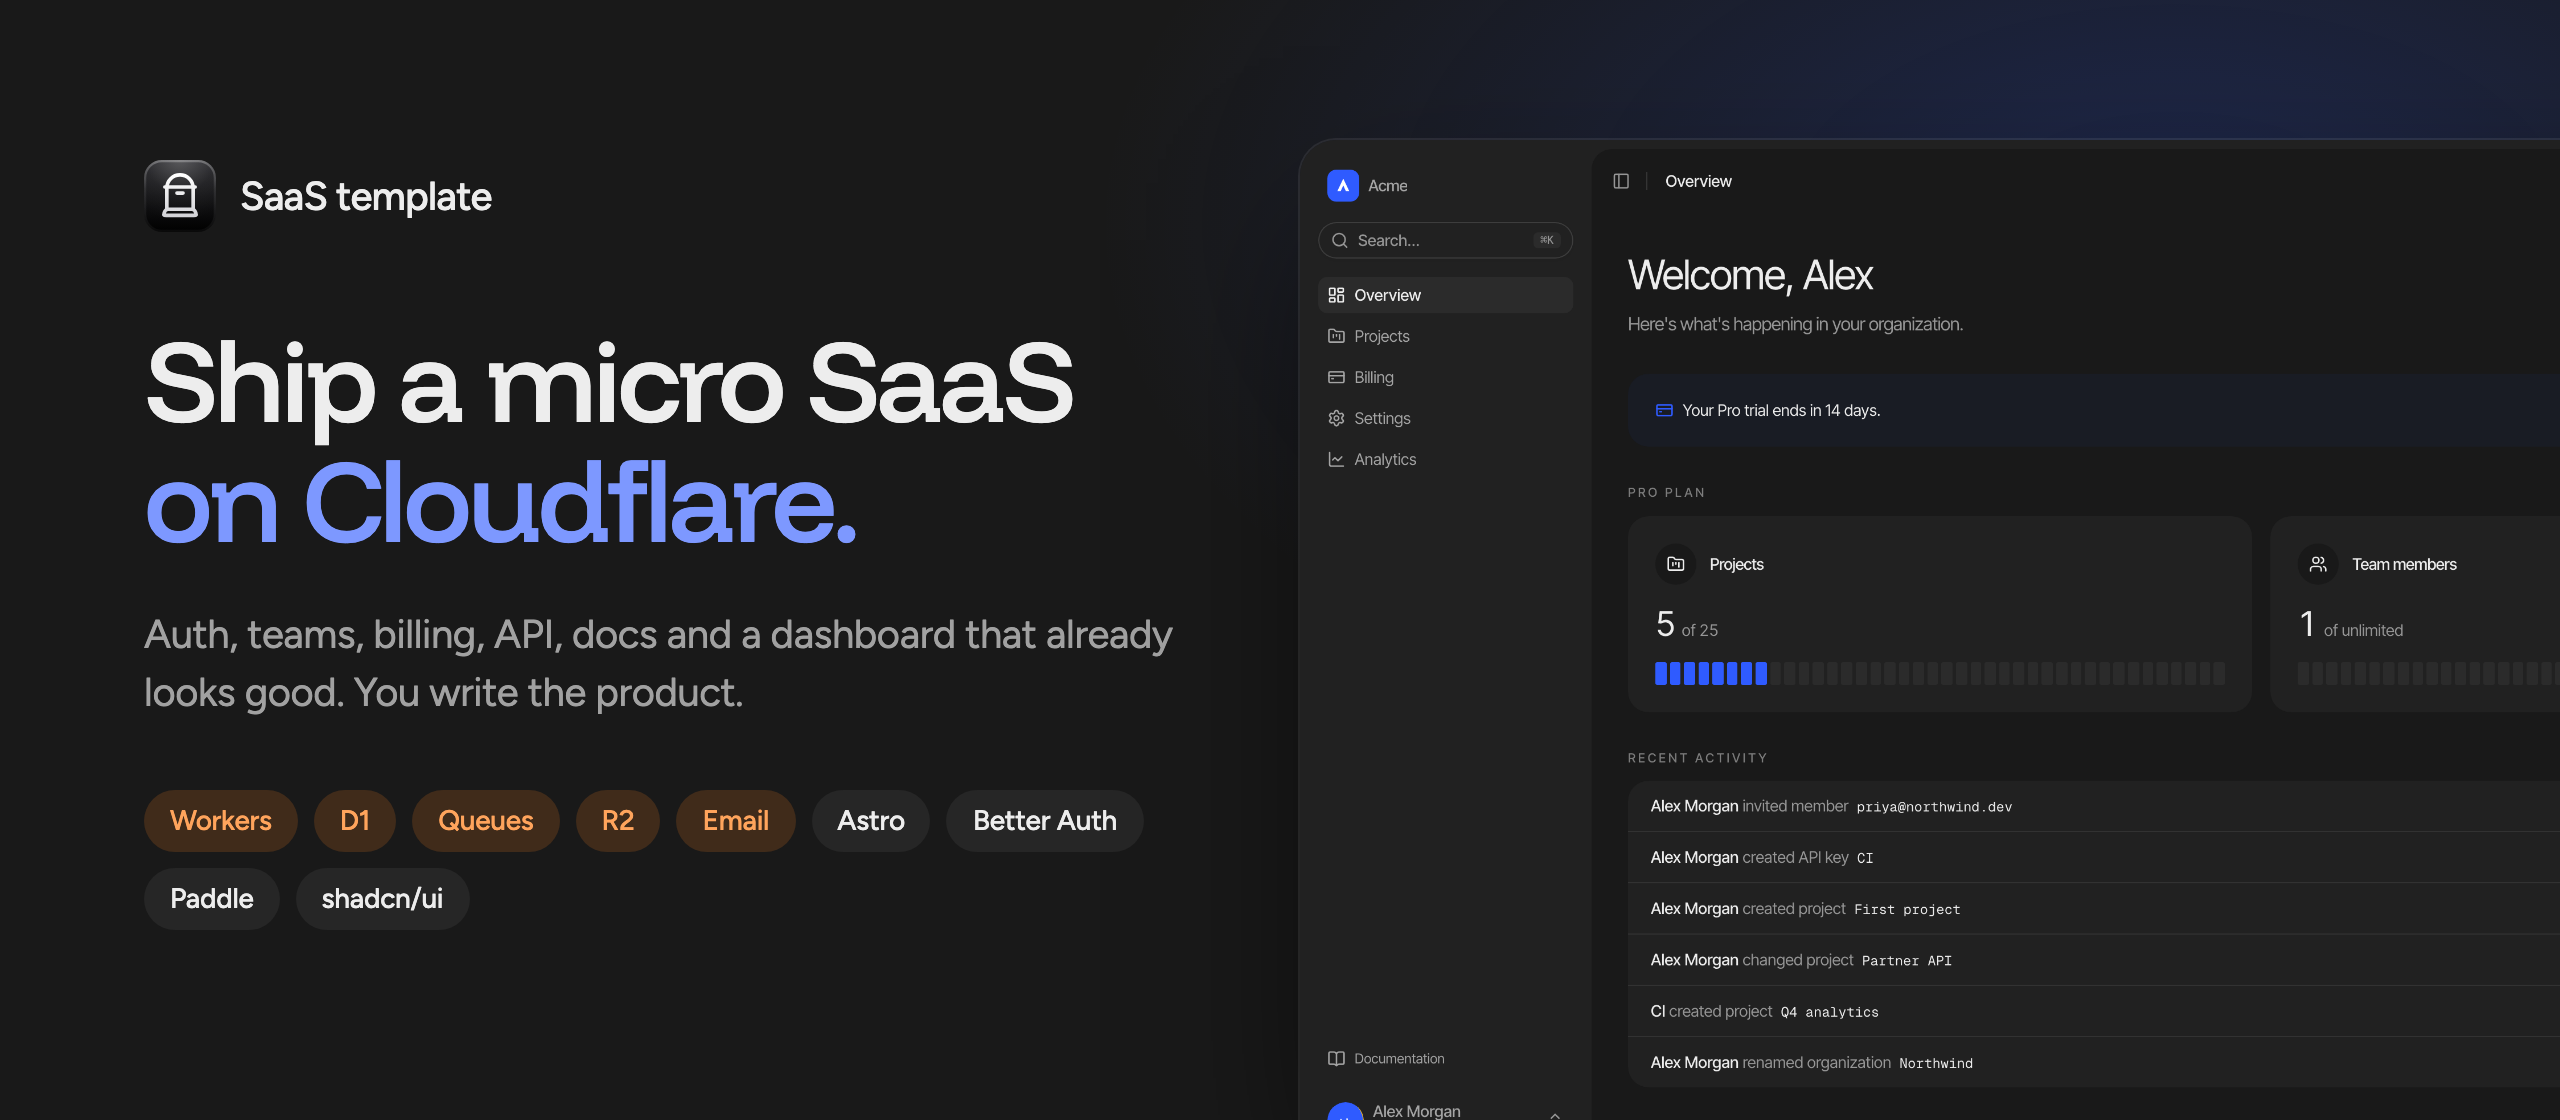 SaaS template
Ship a micro SaaS
on Cloudflare.
Auth, teams, billing, API, docs and a dashboard that already
looks good. You write the product.
Workers
D1
Queues
R2
Email
Astro
Better Auth
Paddle
shadcn/ui
Acme
Search...
⌘K
Overview
Projects
Billing
Settings
Analytics
Documentation
Alex Morgan
Overview
Welcome, Alex
Here's what's happening in your organization.
Your Pro trial ends in 14 days.
PRO PLAN
Projects
5 of 25
Team members
1 of unlimited
RECENT ACTIVITY
Alex Morgan invited member priya@northwind.dev
Alex Morgan created API key CI
Alex Morgan created project First project
Alex Morgan changed project Partner API
CI created project Q4 analytics
Alex Morgan renamed organization Northwind